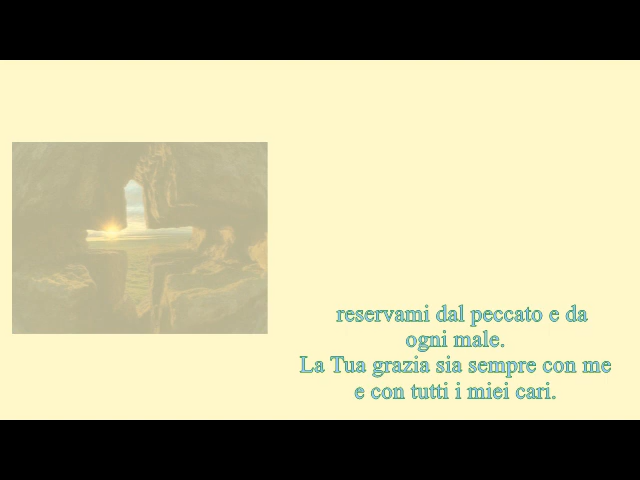 reservami dal peccato e da
ogni male.
La Tua grazia sia sempre con me
e con tutti i miei cari.